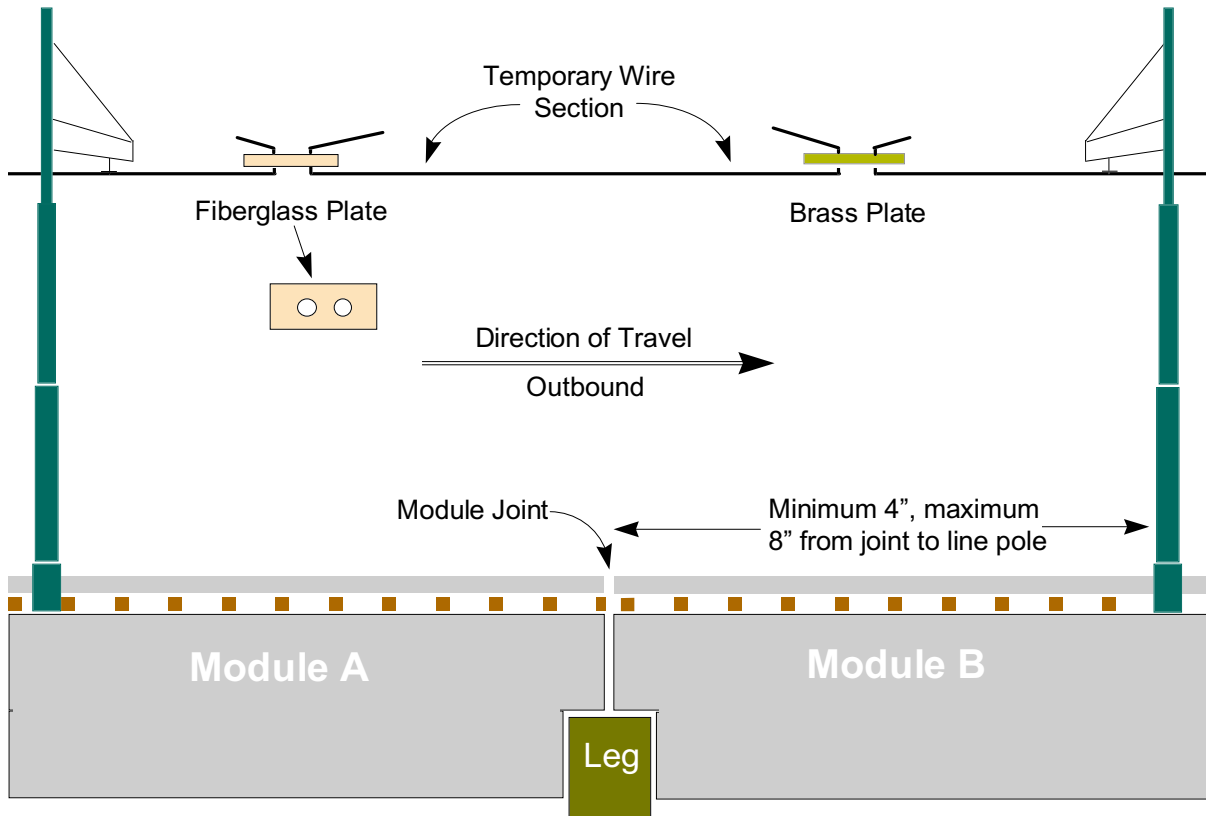 Temporary Wire
Section
Fiberglass Plate
Brass Plate
Direction of Travel
Outbound
Module Joint
Minimum 4”, maximum
8” from joint to line pole
Module A
Module B
Leg